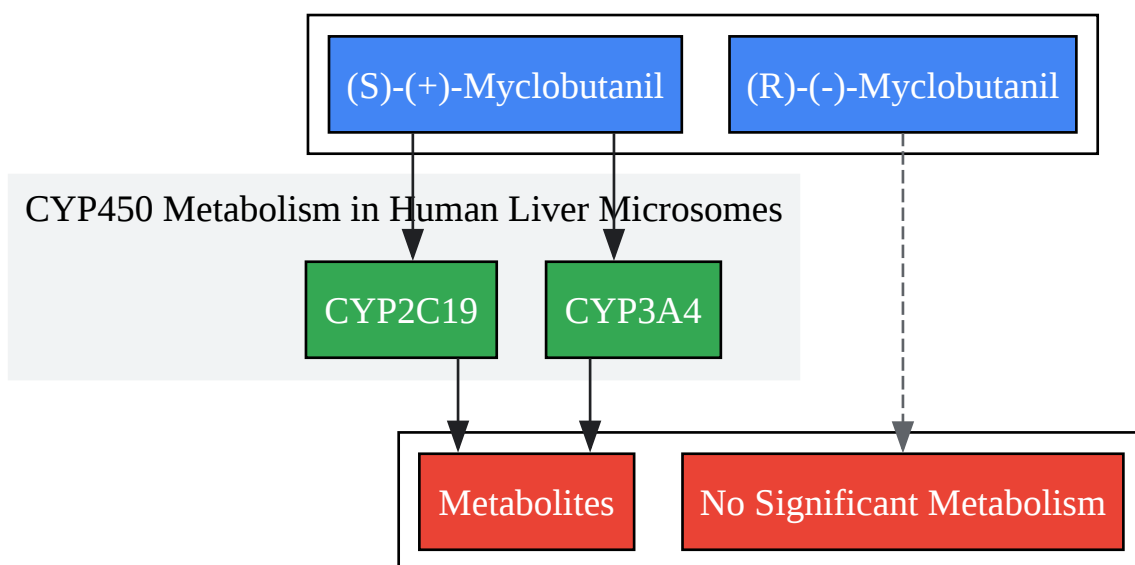 (S)-(+)-Myclobutanil
(R)-(-)-Myclobutanil
CYP450 Metabolism in Human Liver Microsomes
CYP2C19
CYP3A4
Metabolites
No Significant Metabolism